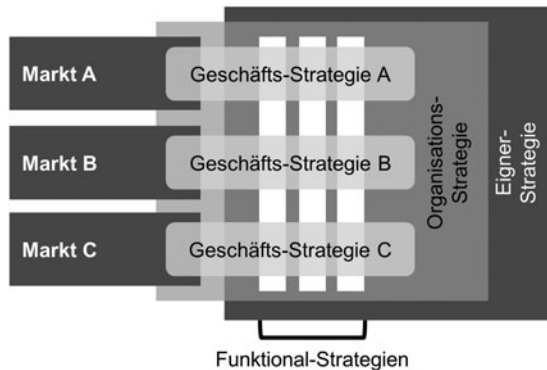 Markt A
Geschäfts-Strategie A
Markt B
Geschäfts-Strategie B
Markt C
Geschäfts-Strategie C
Organisations-
Strategie
Eigner-
Strategie
Funktional-Strategien